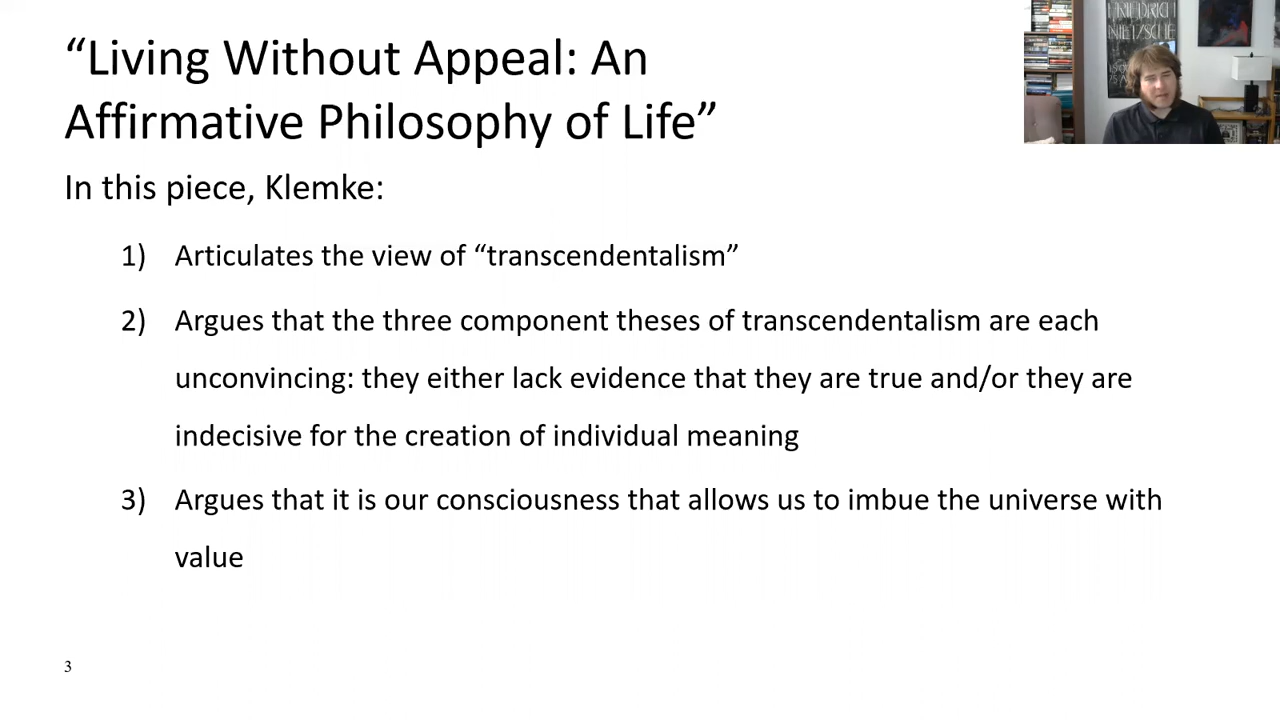 “Living Without Appeal: An
Affirmative Philosophy of Life”
FRIEDRICH
NIETZSCHE
In this piece, Klemke:
1) Articulates the view of “transcendentalism”
2) Argues that the three component theses of transcendentalism are each
unconvincing: they either lack evidence that they are true and/or they are
indecisive for the creation of individual meaning
3) Argues that it is our consciousness that allows us to imbue the universe with
value
3